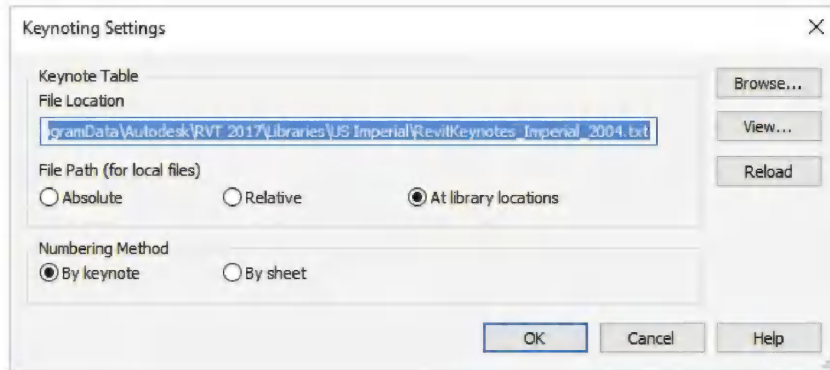 Keynoting Settings
Keynote Table
File Location
ogramData\Autodesk\RVT 2017\Libraries\US Imperial\RevitKeynotes_Imperial_2004.txt
File Path (for local files)
Absolute Relative At library locations
Numbering Method
By keynote By sheet
Browse...
View...
Reload
OK Cancel Help